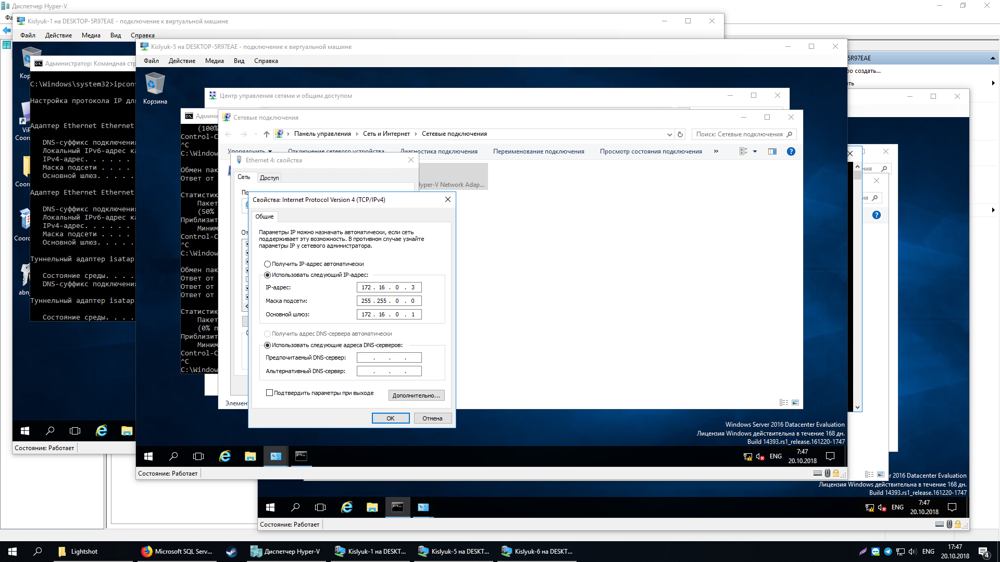 Диспетчер Hyper-V
Kislyuk-1 на DESKTOP-5R97EAE - подключение к виртуальной машине
Файл Действие Медиа Вид Справка
Kislyuk-5 на DESKTOP-5R97EAE - подключение к виртуальной машине
Файл Действие Медиа Вид Справка
Администратор: Командная стр
C:\Windows\system32>ipcon
Настройка протокола IP для
Адаптер Ethernet Ethernet
DNS-суффикс подключения
Локальный IPv6-адрес ка
IPv4-адрес. . . . . .
Маска подсети . . . .
Основной шлюз. . . . .
Адаптер Ethernet Ethernet
DNS-суффикс подключения
Локальный IPv6-адрес ка
IPv4-адрес. . . . . .
Маска подсети . . . .
Основной шлюз. . . . .
Туннельный адаптер isatap
Состояние среды. . . .
DNS-суффикс подключения
Туннельный адаптер isatap
Состояние среды. . . .
Кор
ViP
Coord
Coord
Coord
abn_
Состояние: Работает
5R97EAE
ро создать...
ть
Корзина
Центр управления сетями и общим доступом
Админи
(100%
Control-C
^C
C:\Window
Обмен пак
Ответ от
Статистик
Пакет
(50%
Приблизит
Миним
Control-C
^C
C:\Window
Обмен пак
Ответ от
Ответ от
Ответ от
Статистик
Пакет
(0% п
Приблизит
Миним
Control-C
^C
C:\Window
Сетевые подключения
Панель управления > Сеть и Интернет > Сетевые подключения
Поиск: Сетевые подключения
Упорядочить Отключение сетевого устройства Диагностика подключения Переименование подключения Просмотр состояния подключения »
Hyper-V Network Adap...
Ethernet 4: свойства
Сеть Доступ
По
От
Элемен
Свойства: Internet Protocol Version 4 (TCP/IPv4)
Общие
Параметры IP можно назначать автоматически, если сеть
поддерживает эту возможность. В противном случае узнайте
параметры IP у сетевого администратора.
Получить IP-адрес автоматически
Использовать следующий IP-адрес:
IP-адрес: 172 . 16 . 0 . 3
Маска подсети: 255 . 255 . 0 . 0
Основной шлюз: 172 . 16 . 0 . 1
Получить адрес DNS-сервера автоматически
Использовать следующие адреса DNS-серверов:
Предпочитаемый DNS-сервер: . . .
Альтернативный DNS-сервер: . . .
Подтвердить параметры при выходе
Дополнительно...
ОК Отмена
Windows Server 2016 Datacenter Evaluation
Лицензия Windows действительна в течение 168 дн.
Build 14393.rs1_release.161220-1747
ENG 7:47
20.10.2018
Состояние: Работает
ния
ия
r 2016 Datacenter Evaluation
Лицензия Windows действительна в течение 168 дн.
Build 14393.rs1_release.161220-1747
ENG 7:47
20.10.2018
Состояние: Работает
Lightshot
Microsoft SQL Serv...
Диспетчер Hyper-V
Kislyuk-1 на DESKT...
Kislyuk-5 на DESKT...
Kislyuk-6 на DESKT...
ENG 17:47
20.10.2018
4